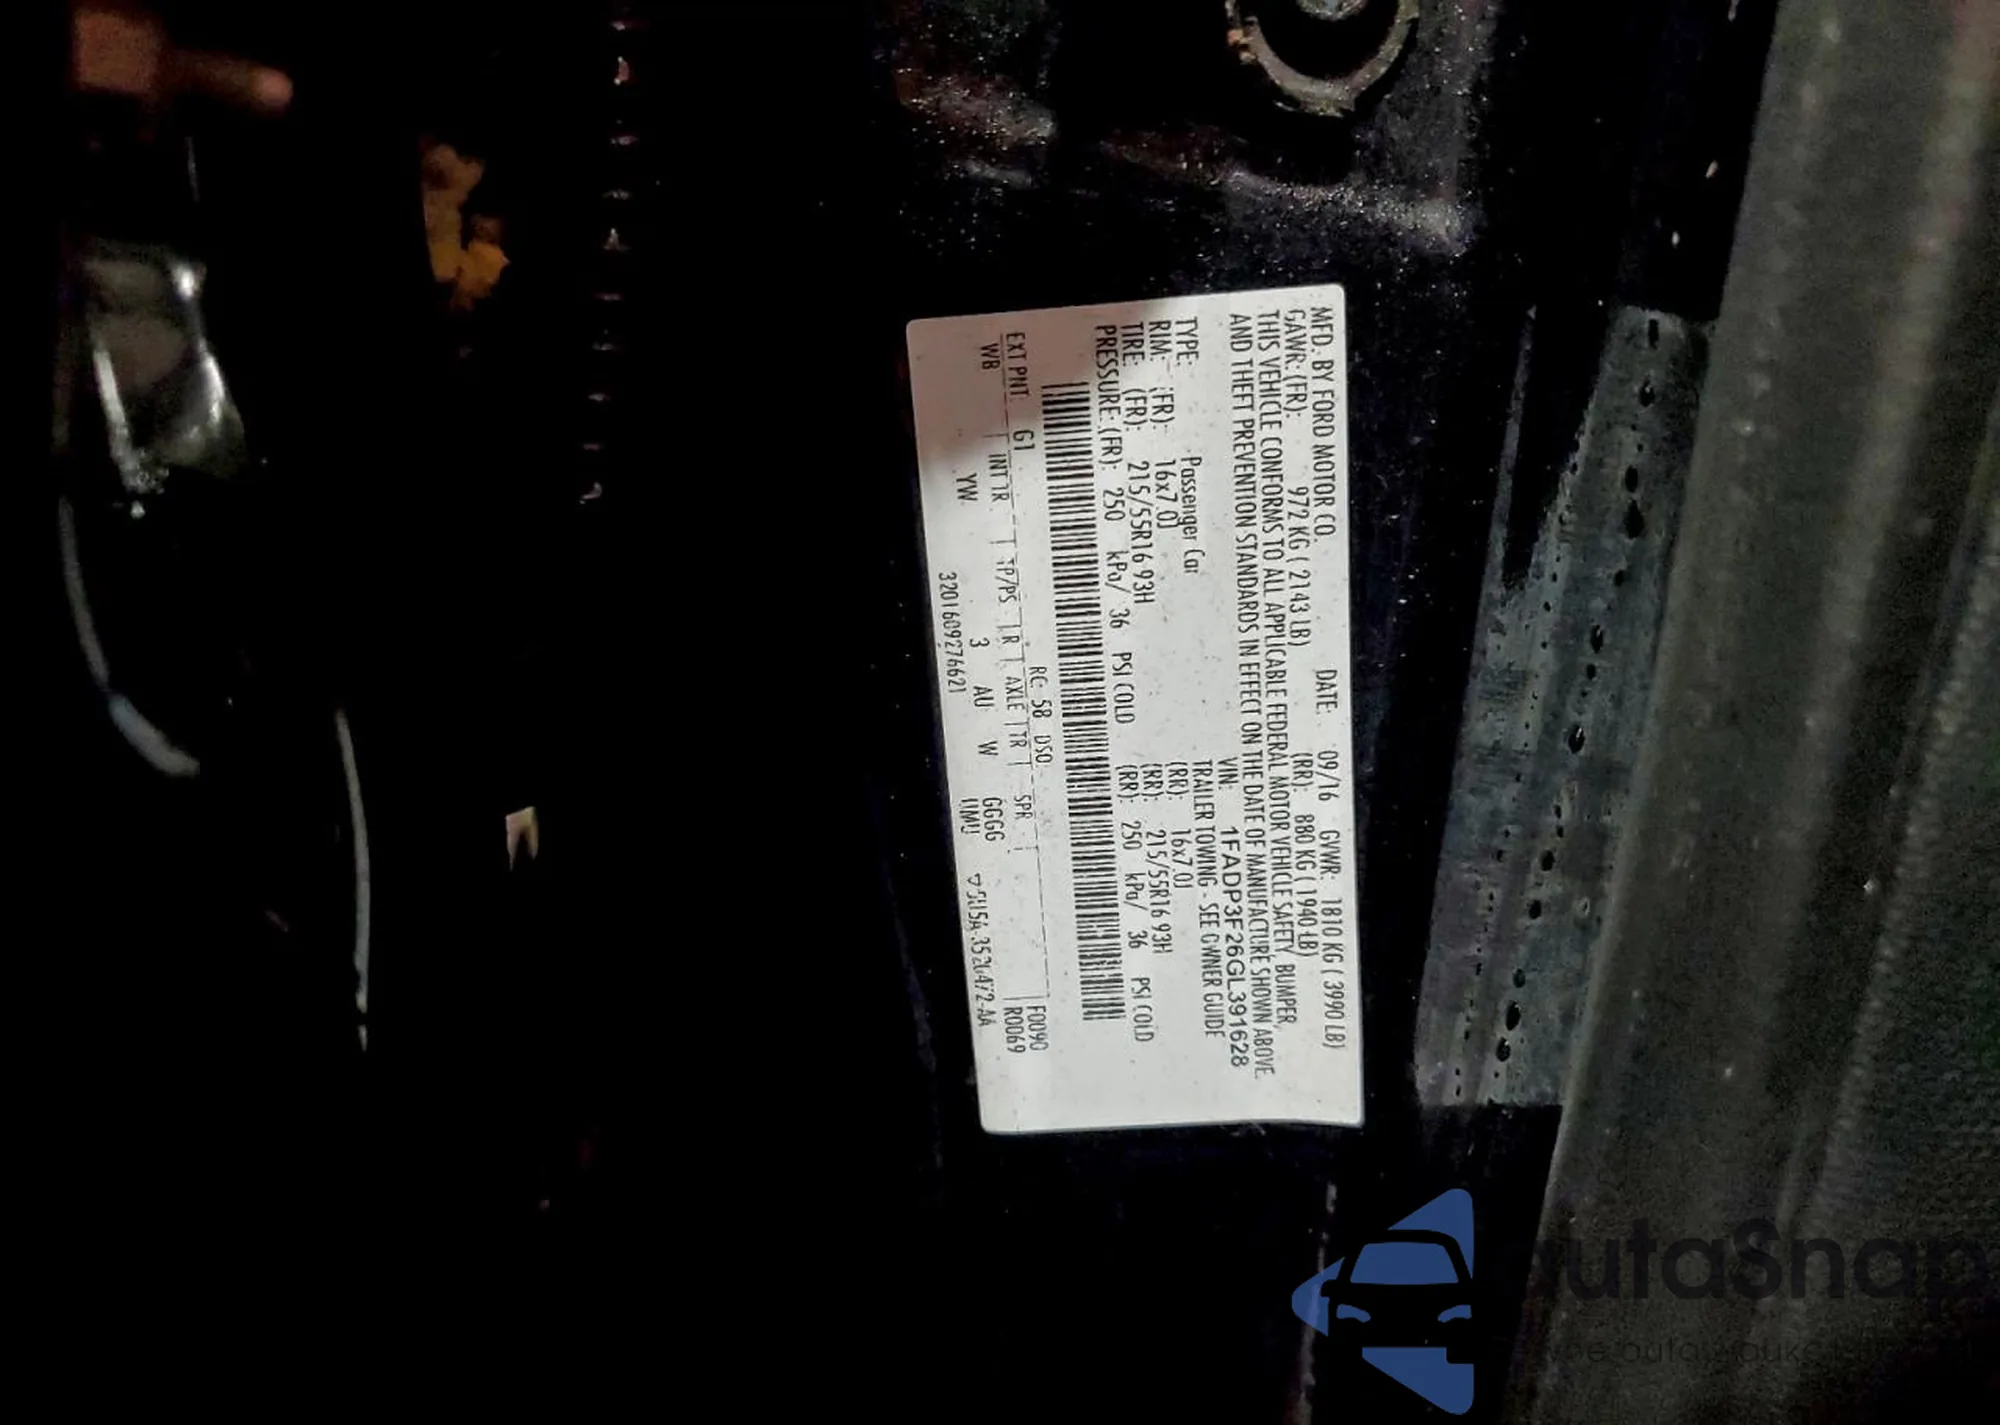 MFD. BY FORD MOTOR CO. DATE: 09/16 GVWR: 1810 KG ( 3990 LB)
GAWR: (FR): 972 KG ( 2143 LB) (RR): 880 KG ( 1940 LB)
THIS VEHICLE CONFORMS TO ALL APPLICABLE FEDERAL MOTOR VEHICLE SAFETY, BUMPER,
AND THEFT PREVENTION STANDARDS IN EFFECT ON THE DATE OF MANUFACTURE SHOWN ABOVE.
VIN: 1FADP3F26GL391628
TYPE: Passenger Car TRAILER TOWING - SEE OWNER GUIDE
RIM: (FR): 16x7.0J (RR): 16x7.0J
TIRE: (FR): 215/55R16 93H (RR): 215/55R16 93H
PRESSURE: (FR): 250 kPa/ 36 PSI COLD (RR): 250 kPa/ 36 PSI COLD
RC: 58 DSO: F0090
EXT PNT: G1 INT TR TP/PS R AXLE TR SPR R0069
WB YW 3 AU W GGGG
3201609276621 UMU
autaSnap